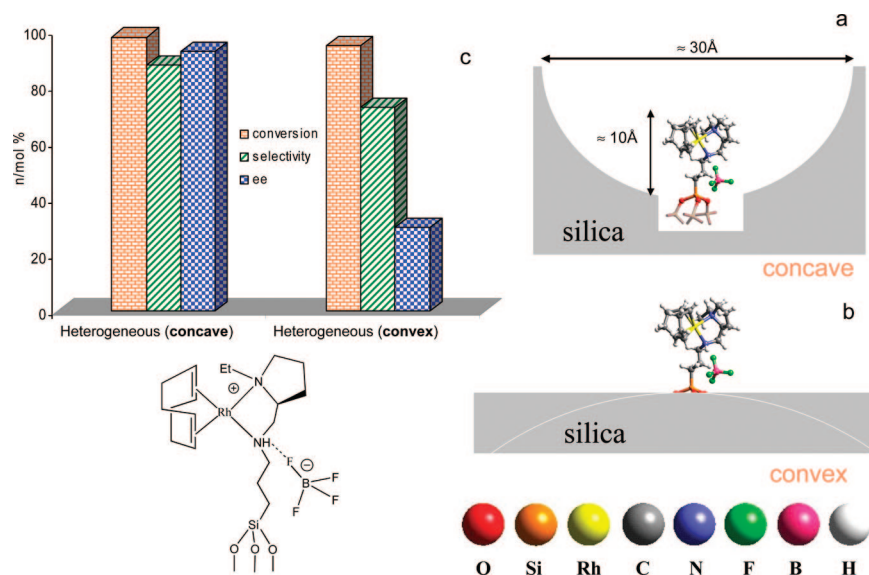 100
80
60
40
20
0
n/mol %
conversion
selectivity
ee
Heterogeneous (concave)
Heterogeneous (convex)
c
a
≈ 30Å
≈ 10Å
silica
concave
b
silica
convex
Et
N
+
Rh
NH
F
−
B
F
F
F
Si
O O O
O Si Rh C N F B H